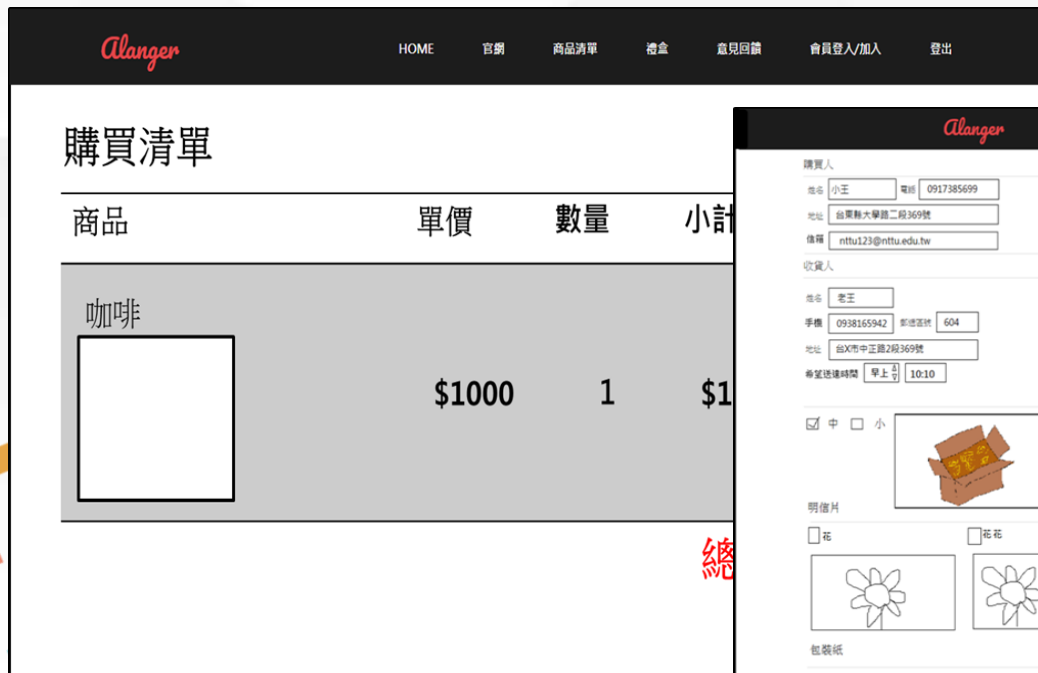 Alanger
HOME 官網 商品清單 禮盒 意見回饋 會員登入/加入 登出
購買清單
商品 單價 數量 小計
咖啡
$1000 1 $1
總
Alanger
購買人
姓名 小王 電話 0917385699
地址 台東縣大學路二段369號
信箱 nttu123@nttu.edu.tw
收貨人
姓名 老王
手機 0938165942 郵遞區號 604
地址 台X市中正路2段369號
希望送達時間 早上 10:10
中 小
明信片
花 花花
包裝紙